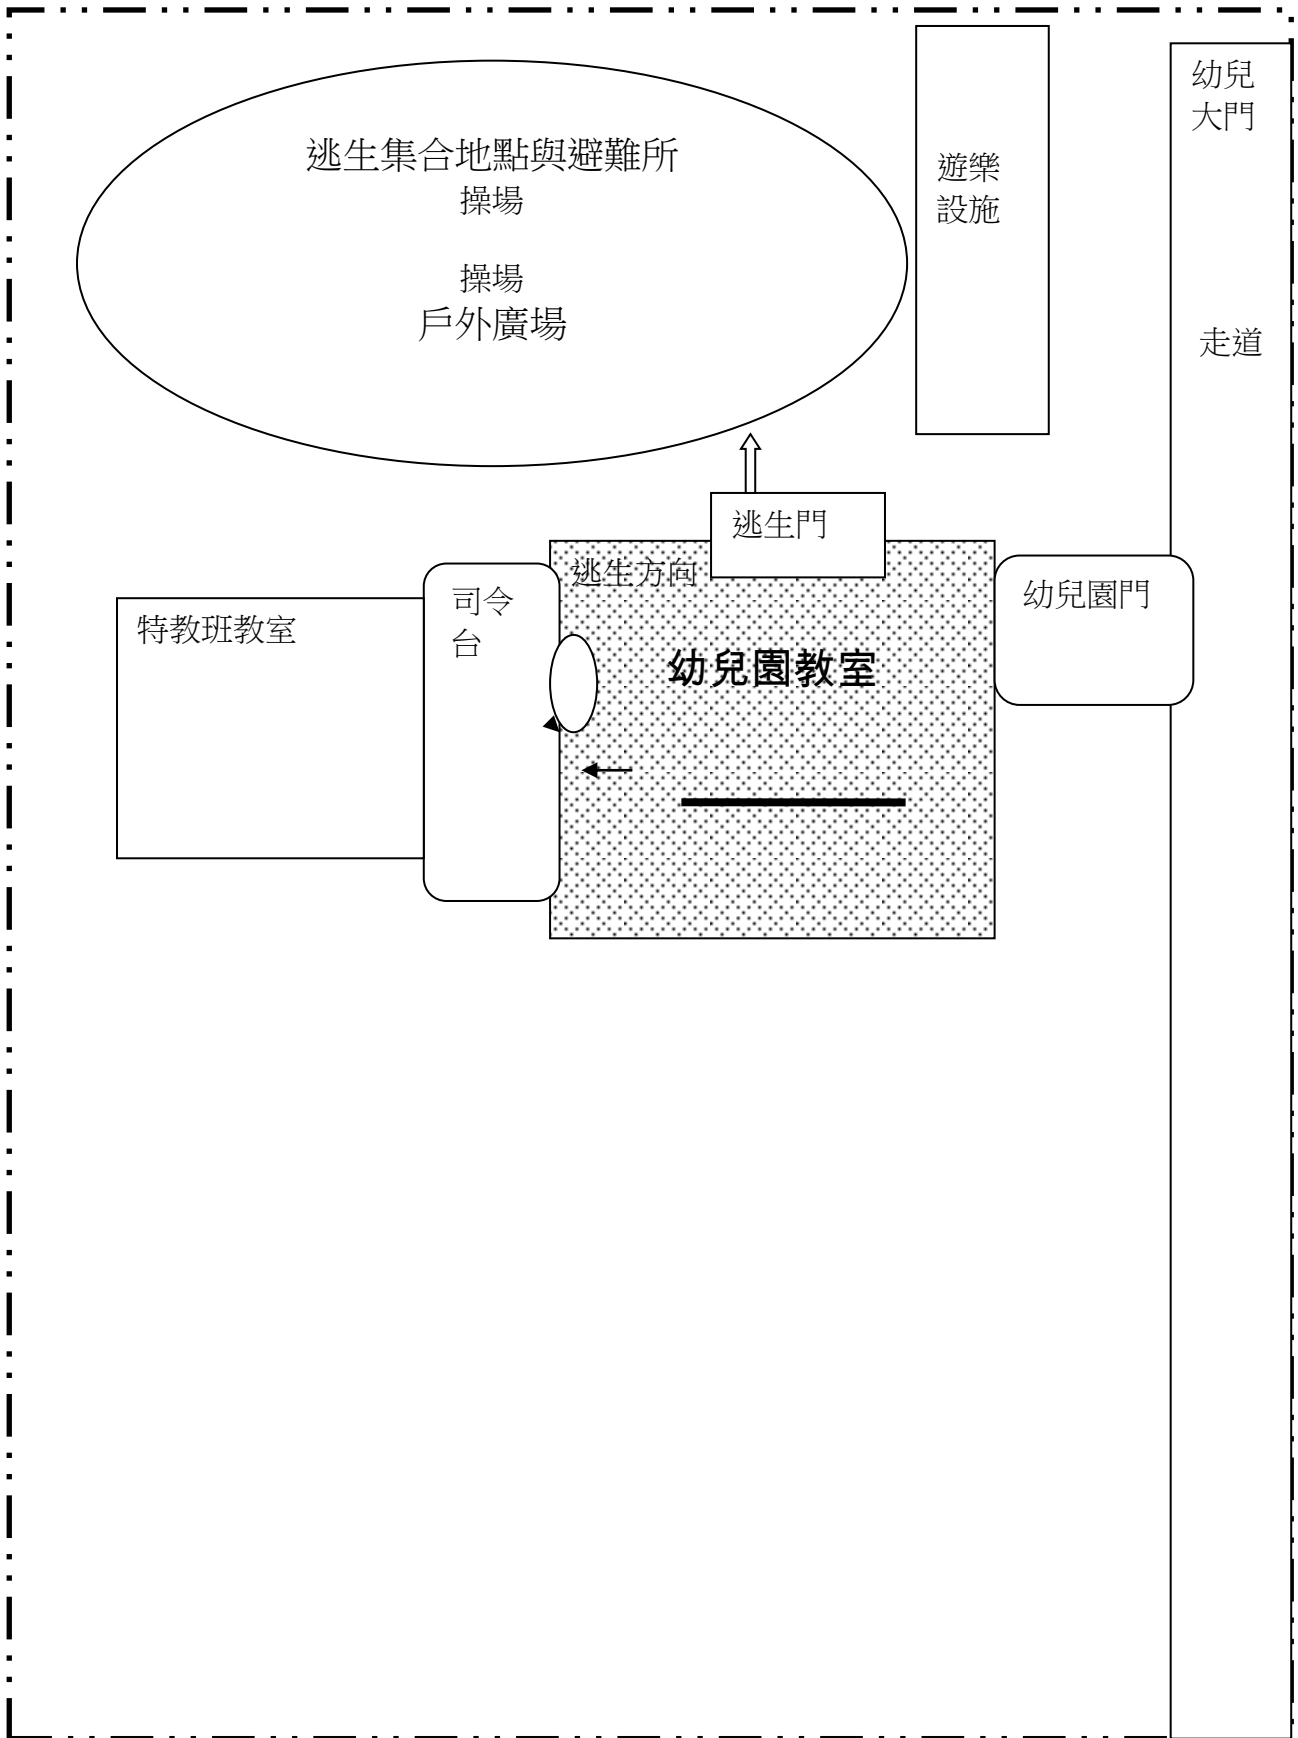 逃生集合地點與避難所
操場
操場
戶外廣場
遊樂
設施
幼兒
大門
走道
逃生門
逃生方向
幼兒園教室
司令
台
特教班教室
幼兒園門